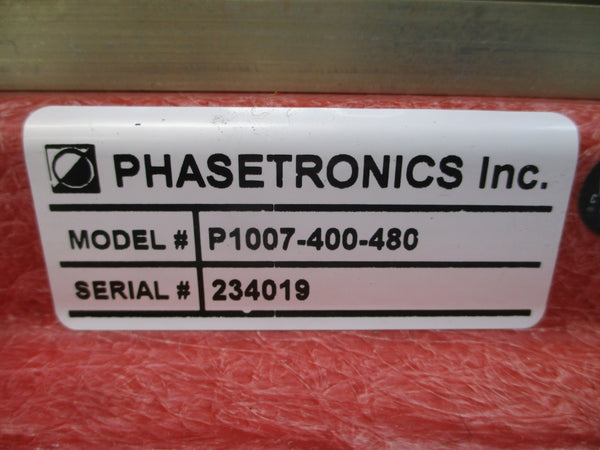 PHASETRONICS Inc.
MODEL # P1007-400-480
SERIAL # 234019